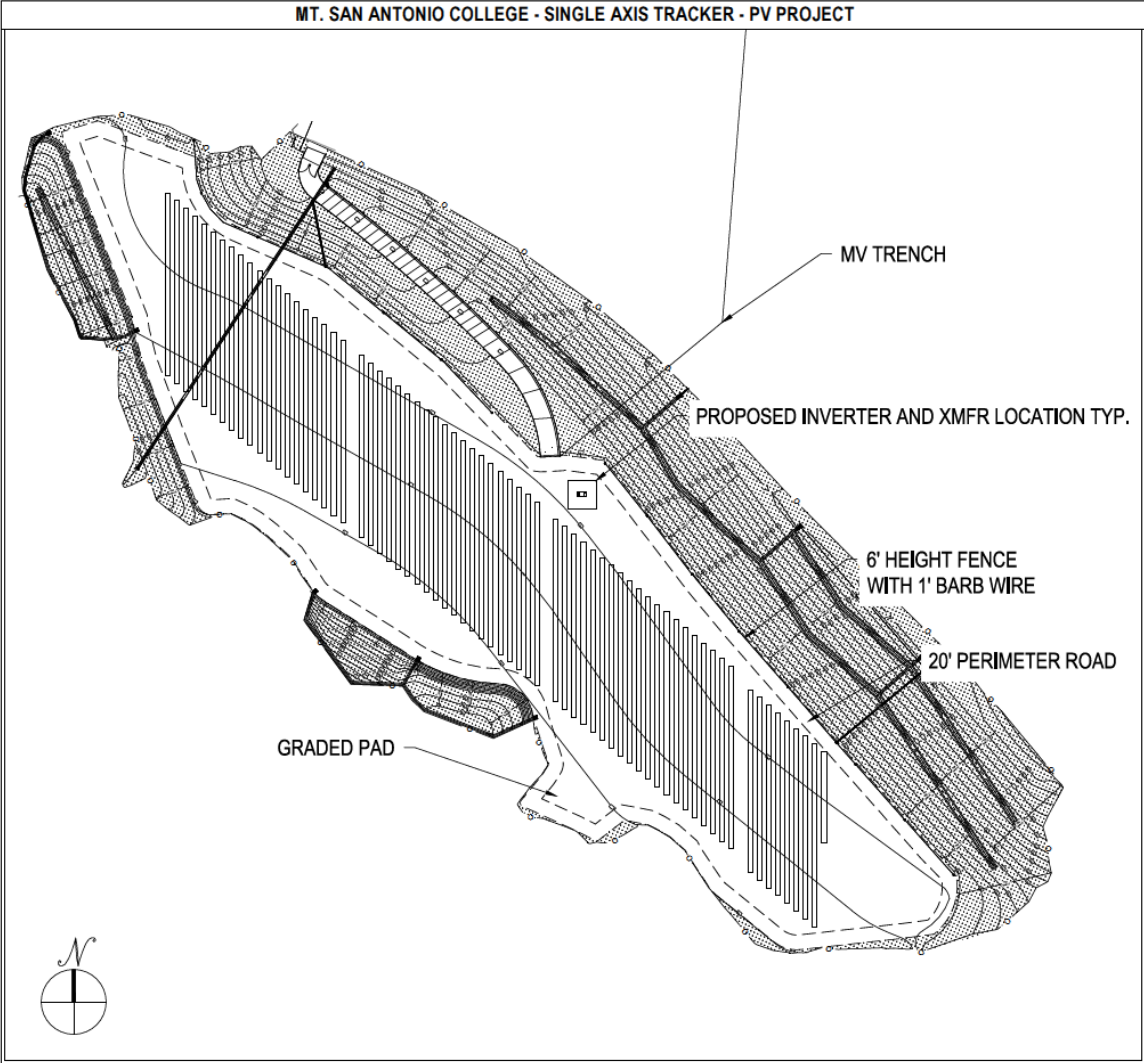 MT. SAN ANTONIO COLLEGE - SINGLE AXIS TRACKER - PV PROJECT
MV TRENCH
PROPOSED INVERTER AND XMFR LOCATION TYP.
6' HEIGHT FENCE
WITH 1' BARB WIRE
20' PERIMETER ROAD
GRADED PAD
N